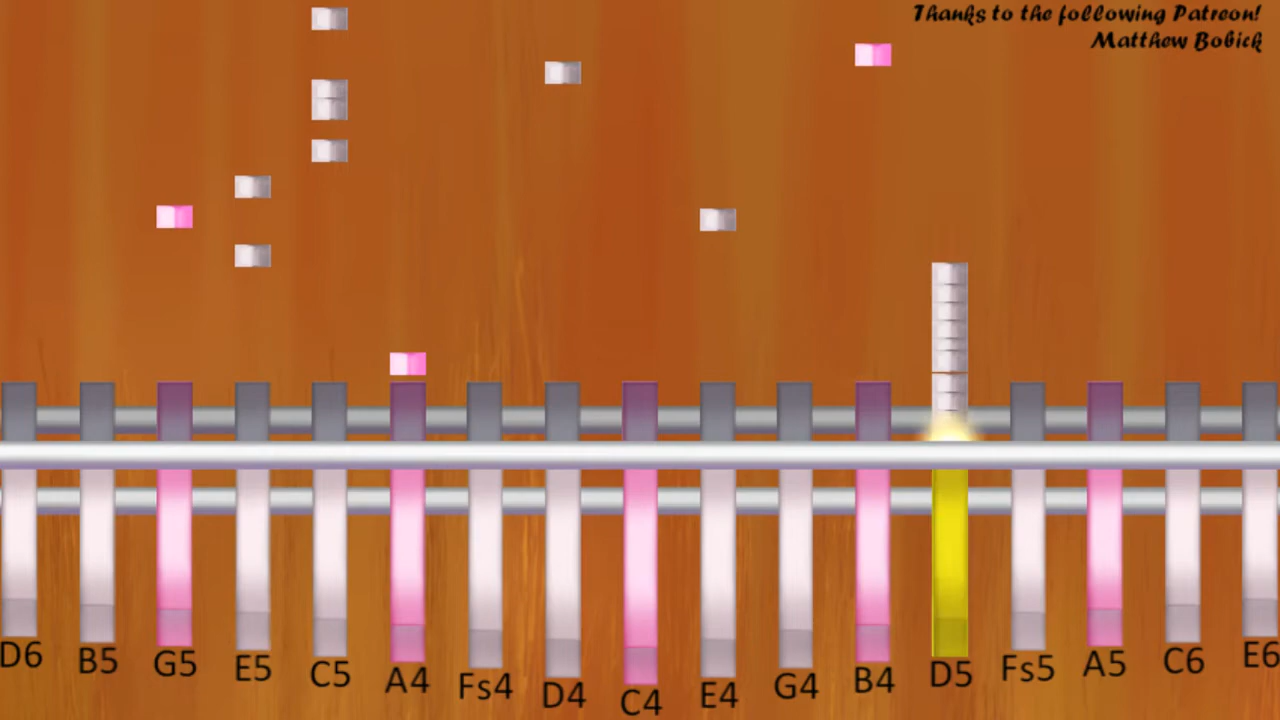 Thanks to the following Patreon!
Matthew Bobick
D6 B5 G5 E5 C5 A4 Fs4 D4 C4 E4 G4 B4 D5 Fs5 A5 C6 E6